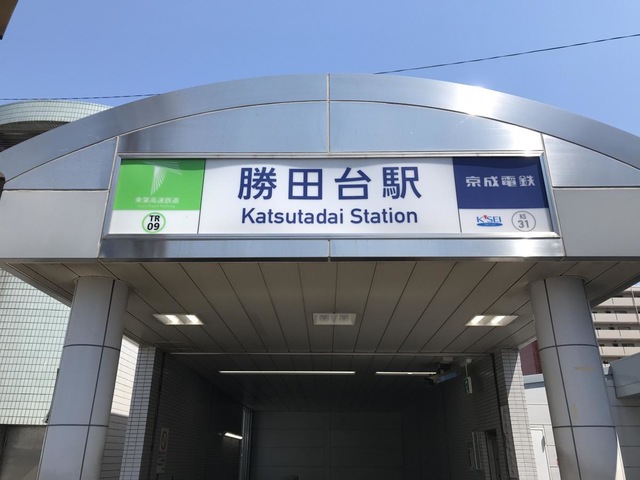 東葉高速鉄道
TR
09
勝田台駅
Katsutadai Station
京成電鉄
KEISEI
KS
31